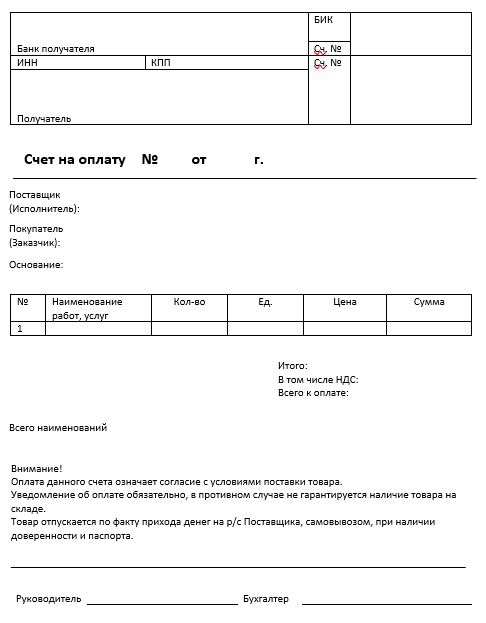 БИК
Банк получателя
Сч. №
ИНН КПП Сч. №
Получатель
Счет на оплату № от г.
Поставщик
(Исполнитель):
Покупатель
(Заказчик):
Основание:
№ Наименование работ, услуг Кол-во Ед. Цена Сумма
1
Итого:
В том числе НДС:
Всего к оплате:
Всего наименований
Внимание!
Оплата данного счета означает согласие с условиями поставки товара.
Уведомление об оплате обязательно, в противном случае не гарантируется наличие товара на
складе.
Товар отпускается по факту прихода денег на р/с Поставщика, самовывозом, при наличии
доверенности и паспорта.
Руководитель Бухгалтер